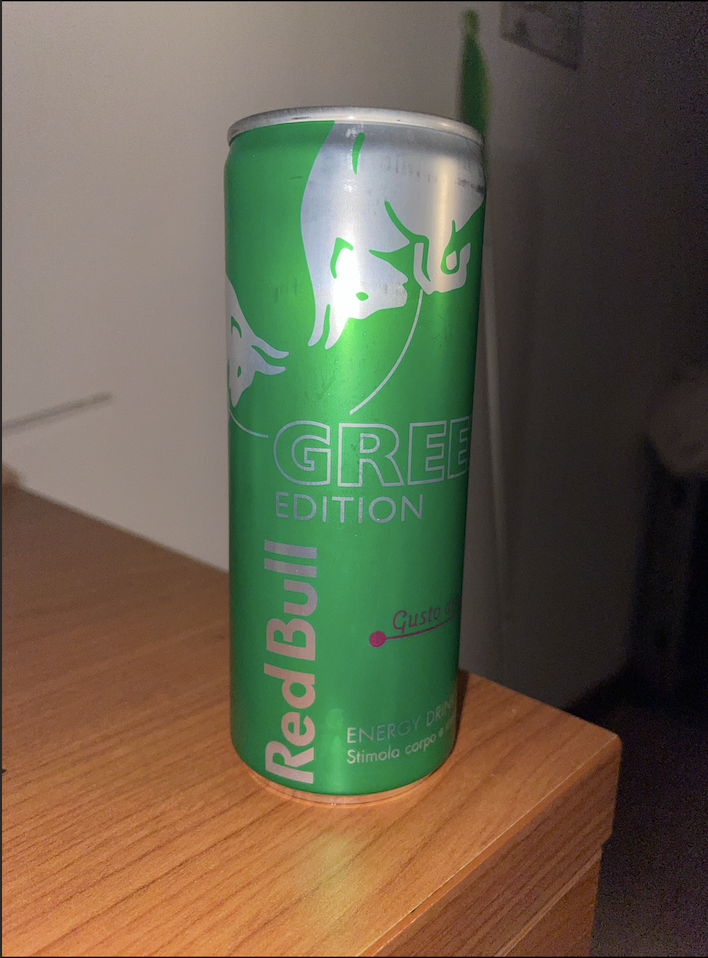 GREE
EDITION
Red Bull
Gusto
ENERGY DRIN
Stimola corpo e